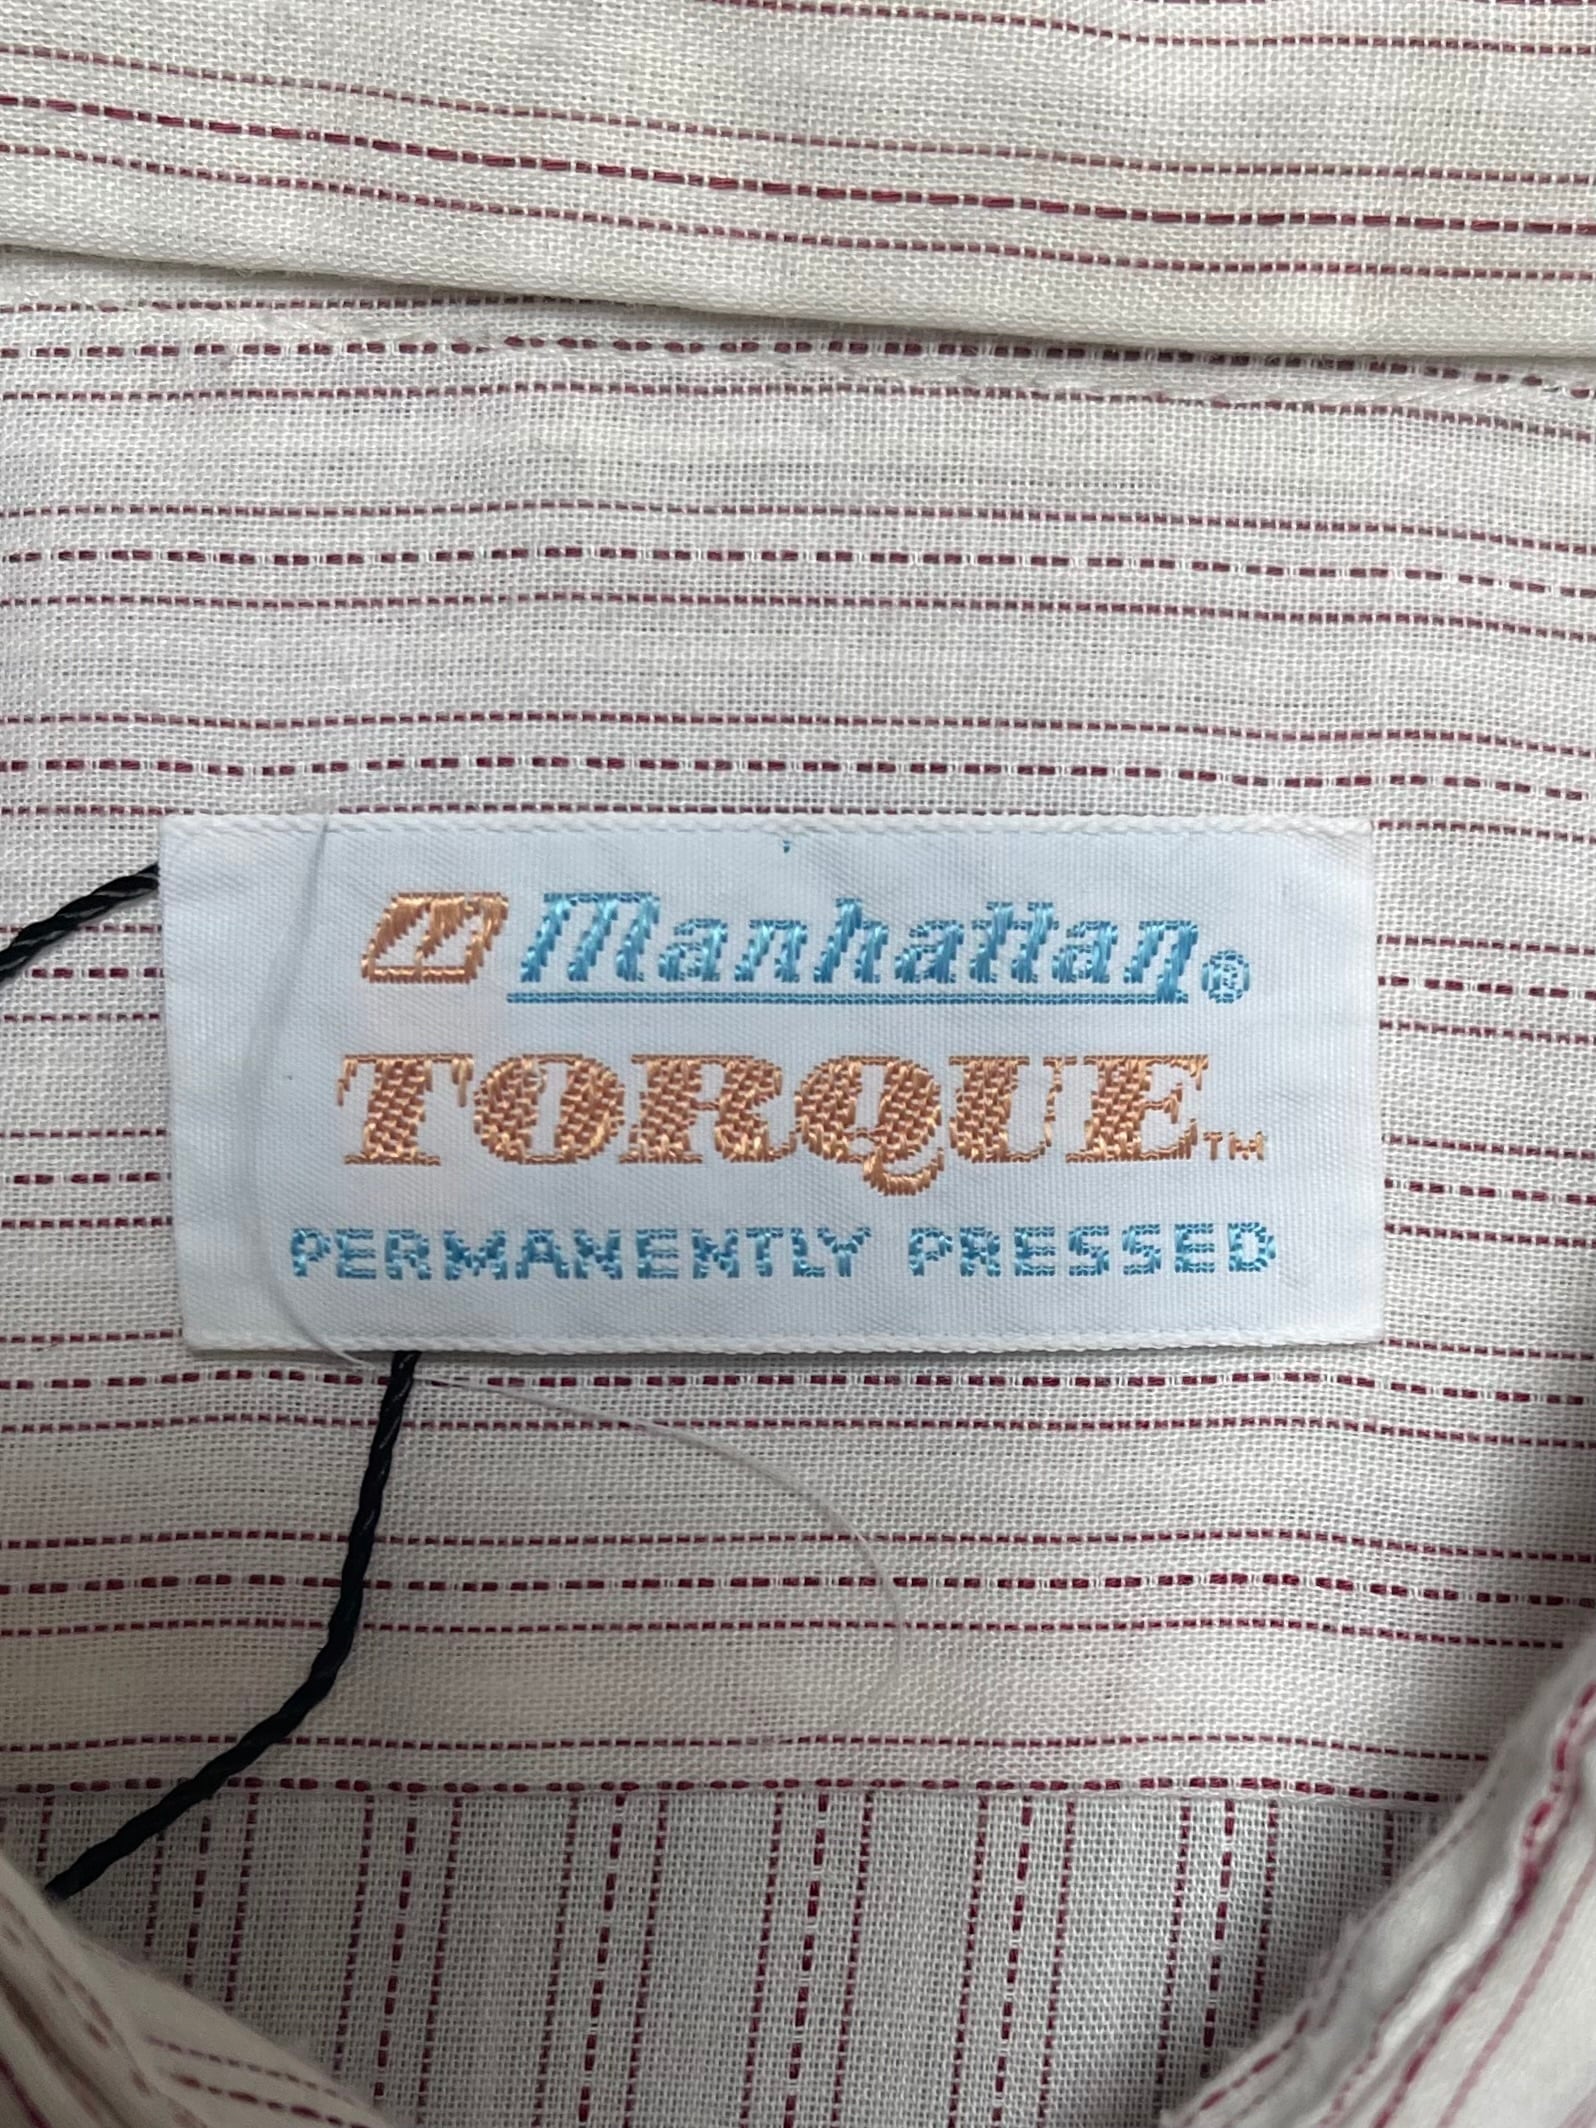 Manhattan®
TORQUE™
PERMANENTLY PRESSED